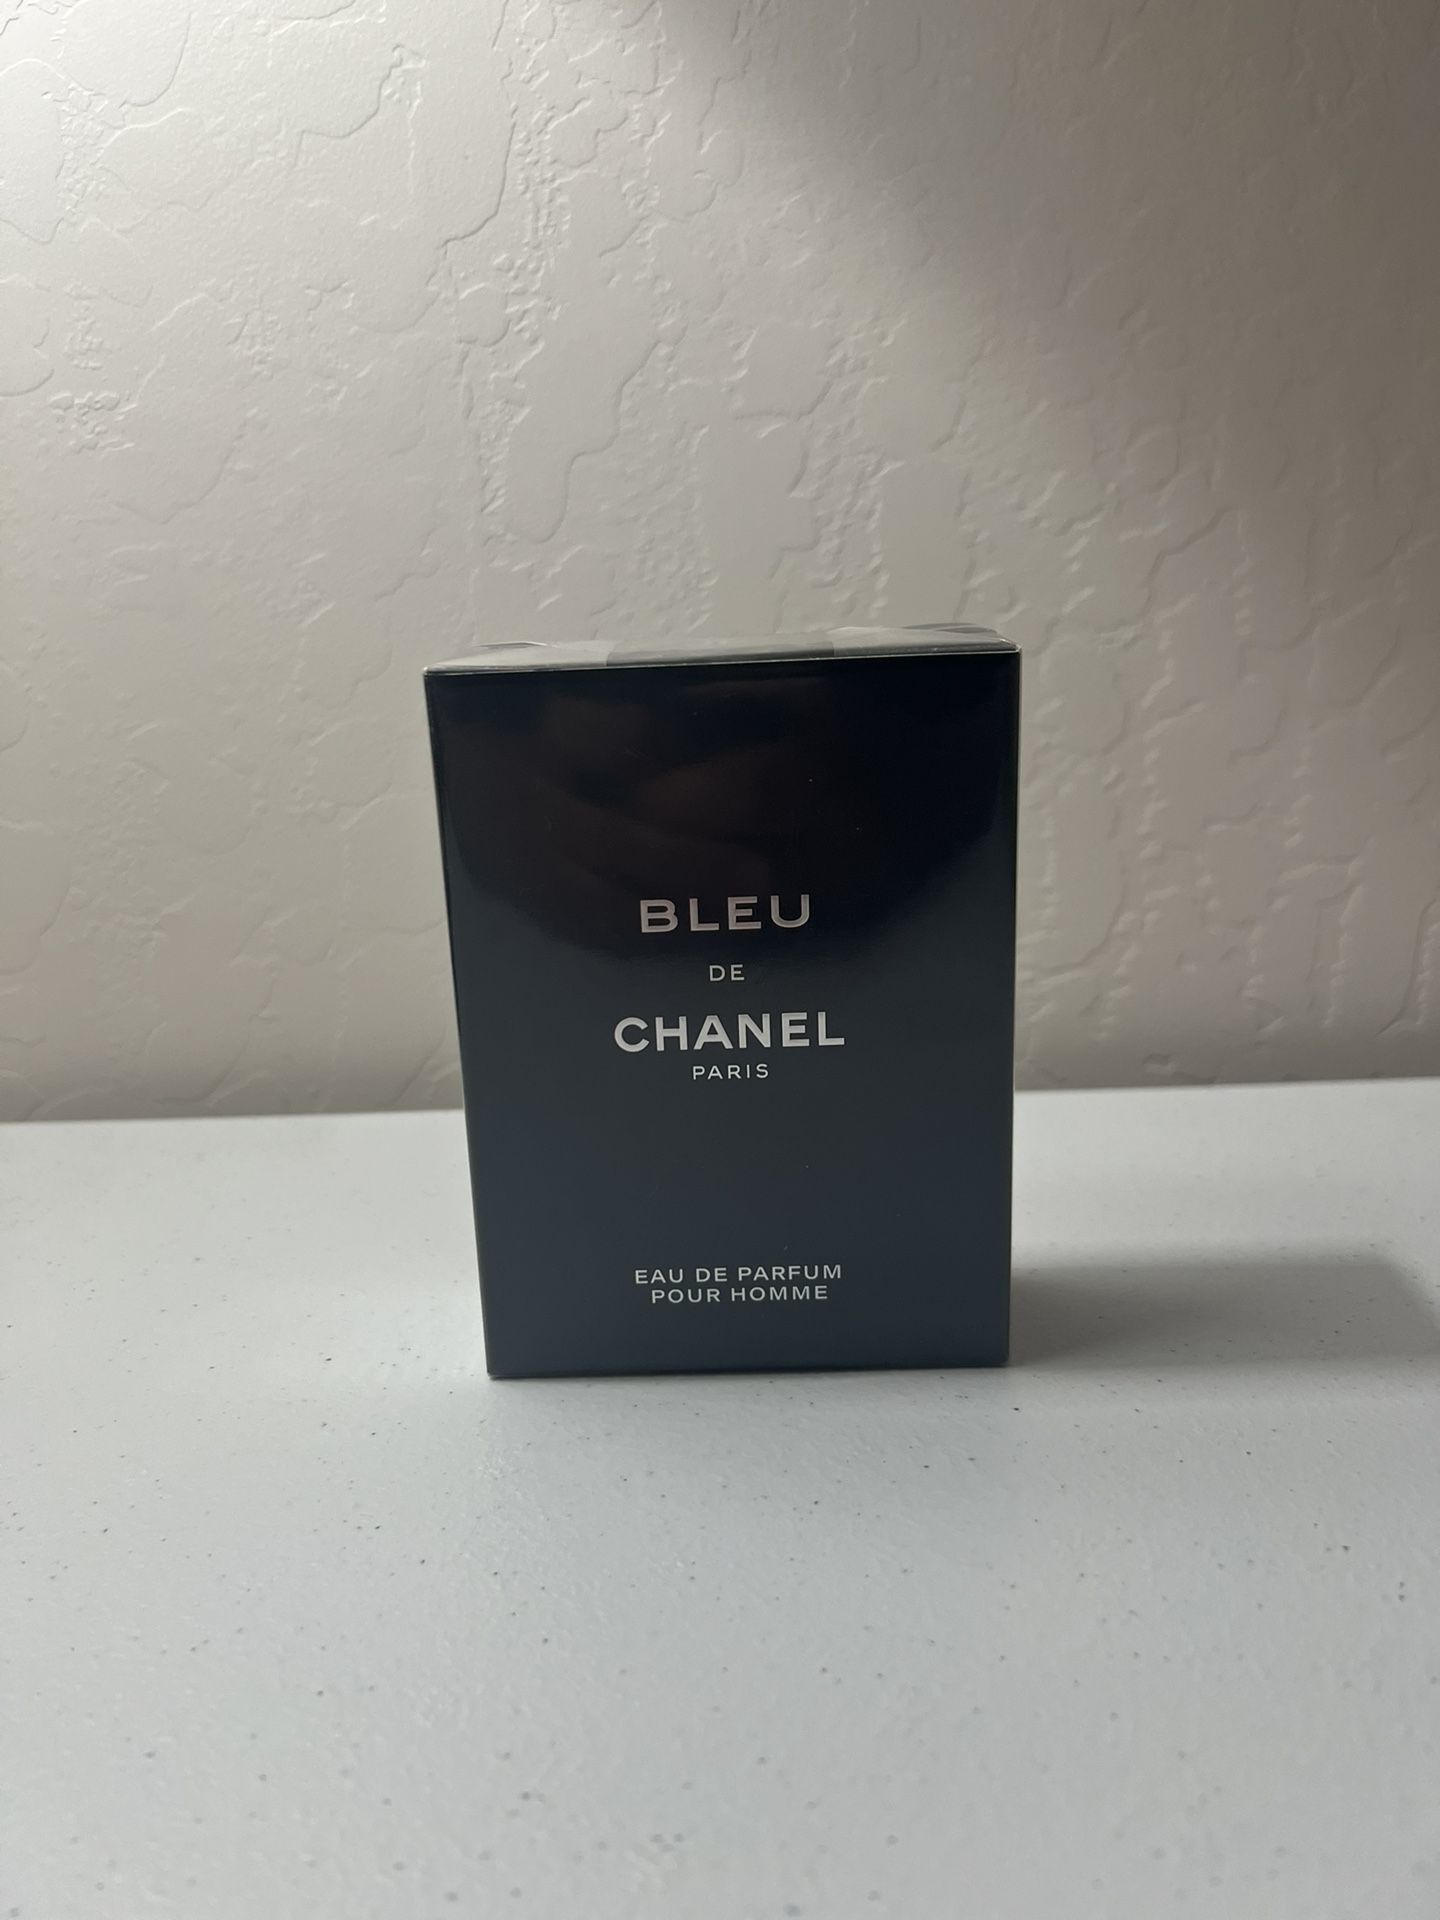 BLEU
DE
CHANEL
PARIS
EAU DE PARFUM
POUR HOMME